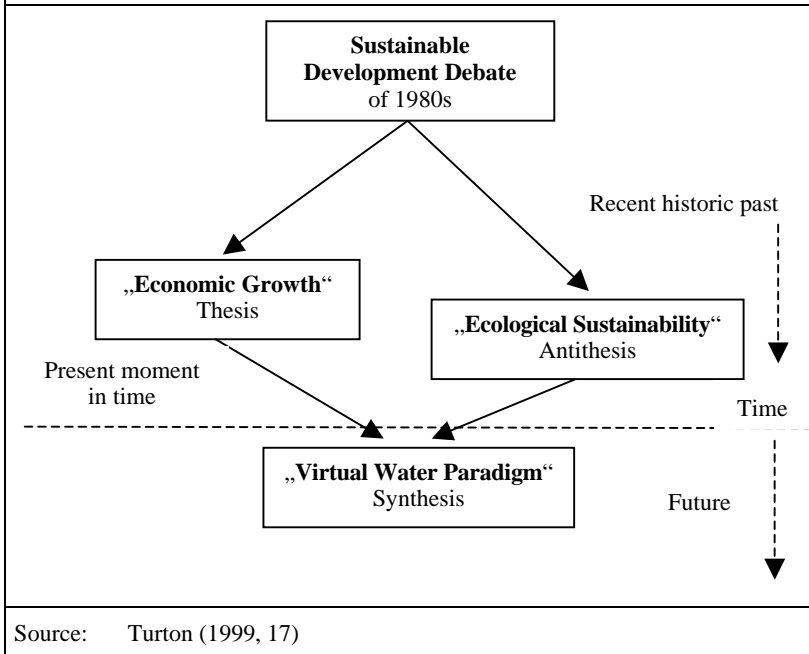 Sustainable
Development Debate
of 1980s
Recent historic past
„Economic Growth“
Thesis
„Ecological Sustainability“
Antithesis
Present moment
in time
Time
„Virtual Water Paradigm“
Synthesis
Future
Source: Turton (1999, 17)